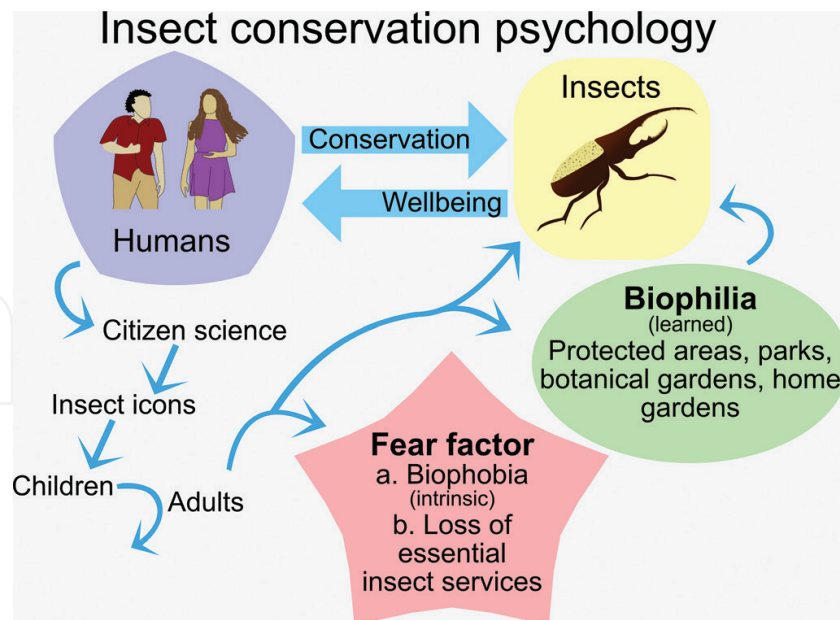 Insect conservation psychology
Humans
Conservation
Wellbeing
Insects
Citizen science
Insect icons
Children
Adults
Fear factor
a. Biophobia
(intrinsic)
b. Loss of
essential
insect services
Biophilia
(learned)
Protected areas, parks,
botanical gardens, home
gardens